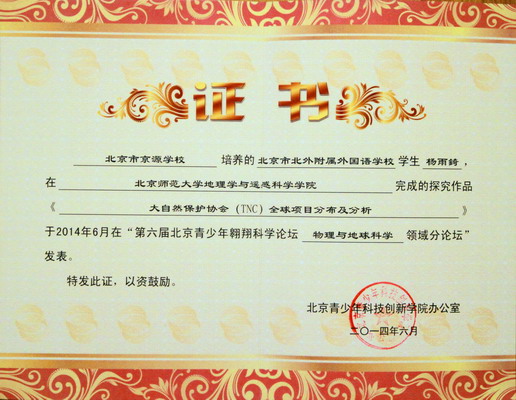 证书
北京市京源学校 培养的 北京市北外附属外国语学校 学生 杨雨錡，
在 北京师范大学地理学与遥感科学学院 完成的探究作品
《 大自然保护协会（TNC）全球项目分布及分析 》
于2014年6月在“第六届北京青少年翱翔科学论坛 物理与地球科学 领域分论坛”
发表。
特发此证，以资鼓励。
北京青少年科技创新学院办公室
二〇一四年六月